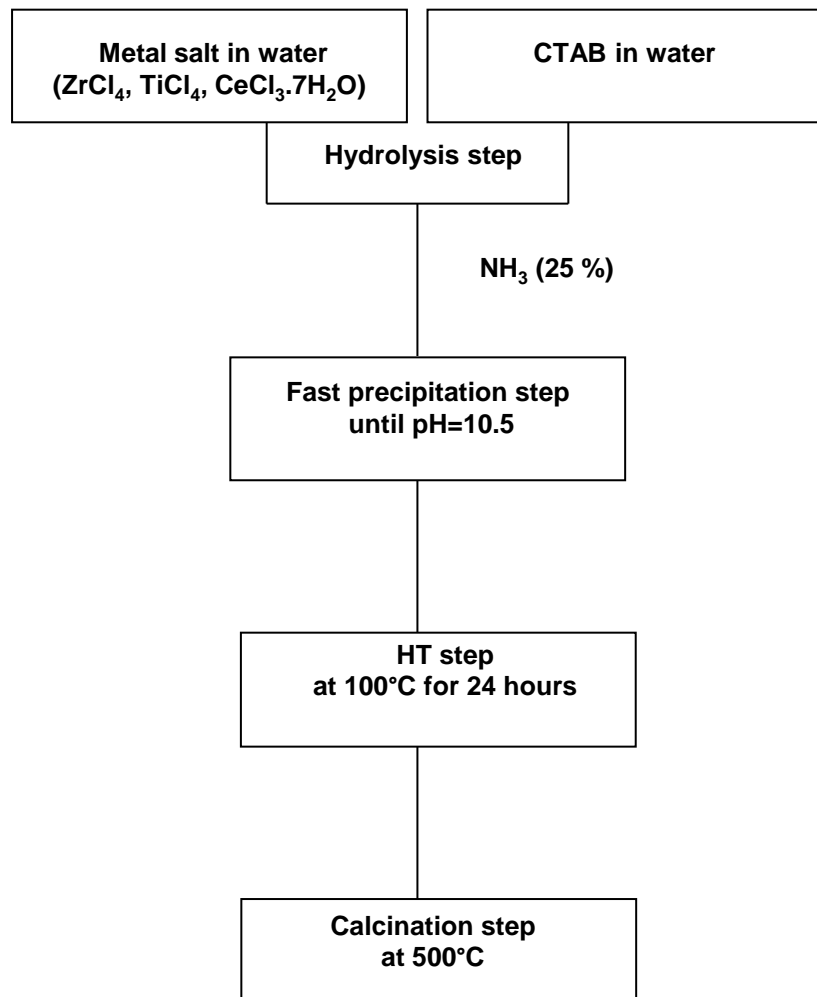 Metal salt in water
(ZrCl₄, TiCl₄, CeCl₃.7H₂O)
CTAB in water
Hydrolysis step
NH₃ (25 %)
Fast precipitation step
until pH=10.5
HT step
at 100°C for 24 hours
Calcination step
at 500°C